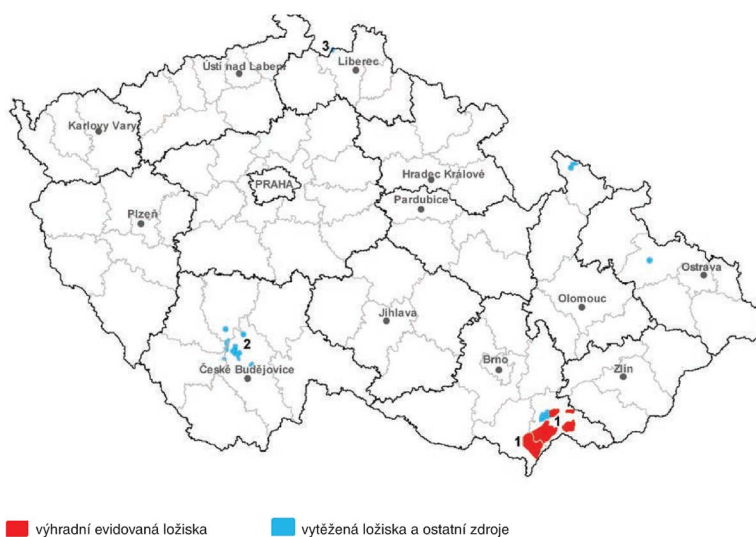 3
Ústí nad Labem
Liberec
Karlovy Vary
Hradec Králové
PRAHA
Pardubice
Plzeň
Ostrava
Olomouc
Jihlava
2
Brno
České Budějovice
Zlín
1
1
výhradní evidovaná ložiska
vytěžená ložiska a ostatní zdroje